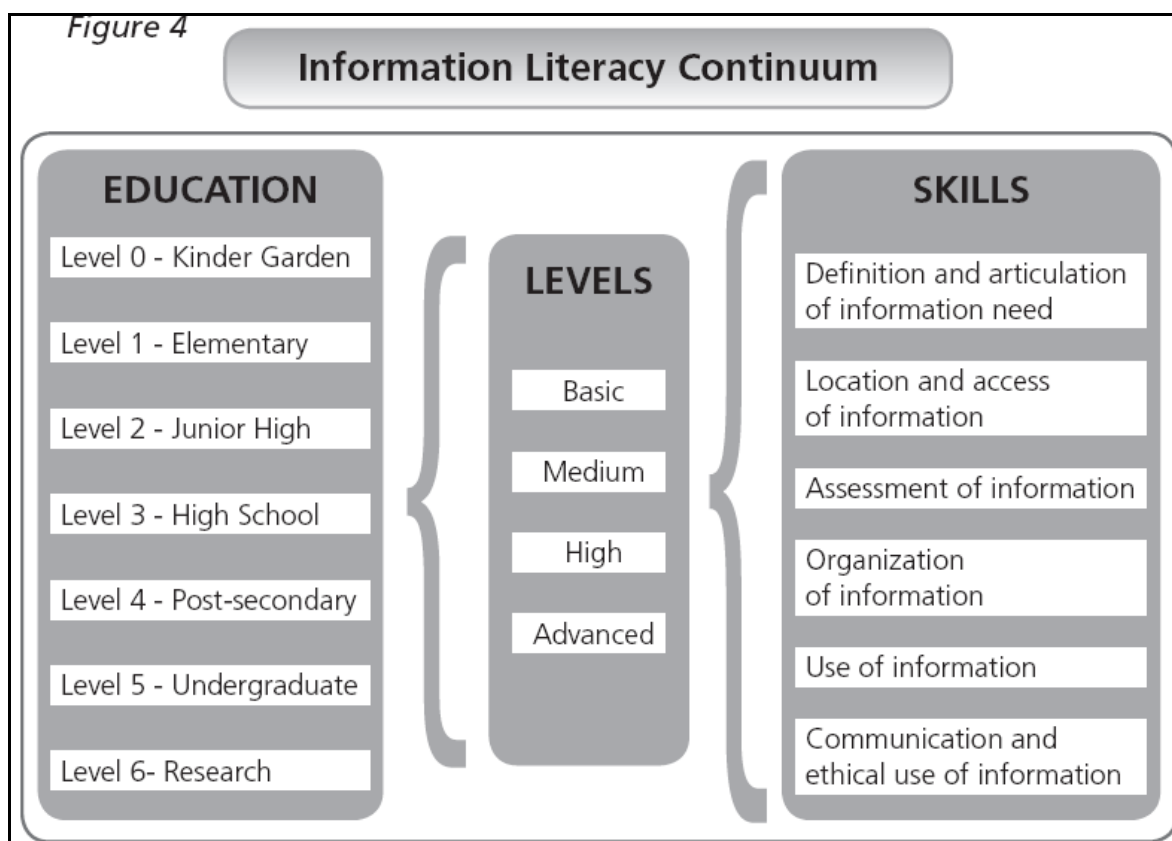 Figure 4
Information Literacy Continuum
EDUCATION
Level 0 - Kinder Garden
Level 1 - Elementary
Level 2 - Junior High
Level 3 - High School
Level 4 - Post-secondary
Level 5 - Undergraduate
Level 6- Research
LEVELS
Basic
Medium
High
Advanced
SKILLS
Definition and articulation
of information need
Location and access
of information
Assessment of information
Organization
of information
Use of information
Communication and
ethical use of information